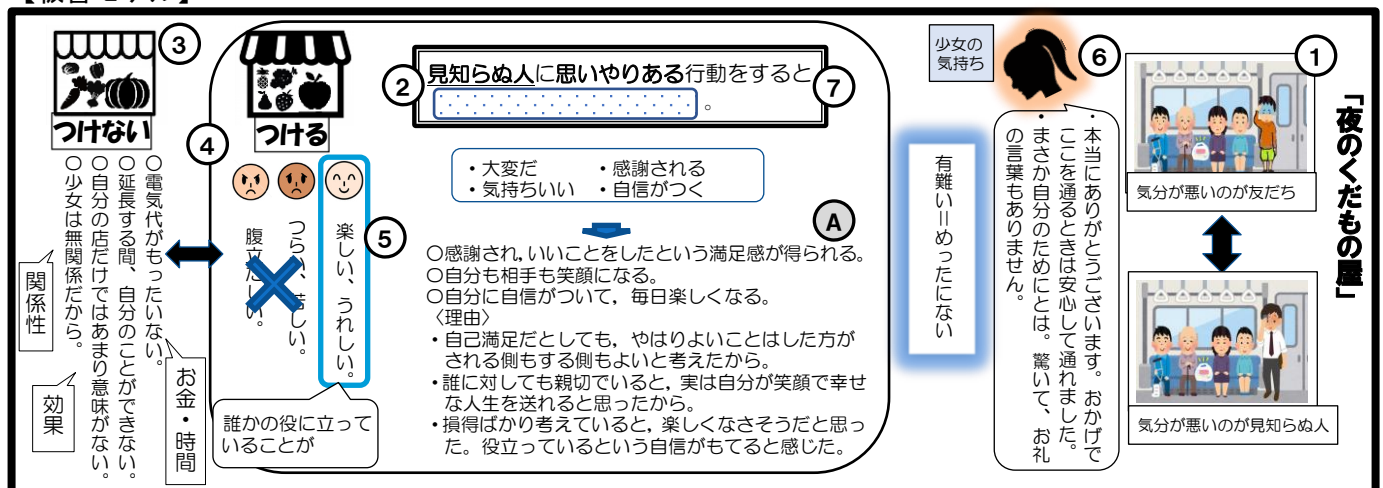 「夜のくだもの屋」
①
気分が悪いのが友だち
気分が悪いのが見知らぬ人
少女の
気持ち
⑥
・本当にありがとうございます。おかげで
ここを通るときは安心して通れました。
・まさか自分のためにとは。驚いて、お礼
の言葉もありません。
有難い＝めったにない
②
見知らぬ人に思いやりある行動をすると
。
⑦
・大変だ ・感謝される
・気持ちいい ・自信がつく
A
○感謝され,いいことをしたという満足感が得られる。
○自分も相手も笑顔になる。
○自分に自信がついて，毎日楽しくなる。
〈理由〉
・自己満足だとしても，やはりよいことはした方が
される側もする側もよいと考えたから。
・誰に対しても親切でいると,実は自分が笑顔で幸せ
な人生を送れると思ったから。
・損得ばかり考えていると，楽しくなさそうだと思っ
た。役立っているという自信がもてると感じた。
つける
④
⑤
楽しい、うれしい。
つらい、苦しい。
腹立たしい。
誰かの役に立って
いることが
③
つけない
○電気代がもったいない。
○延長する間、自分のことができない。
○自分の店だけではあまり意味がない。
○少女は無関係だから。
お金・時間
効果
関係性